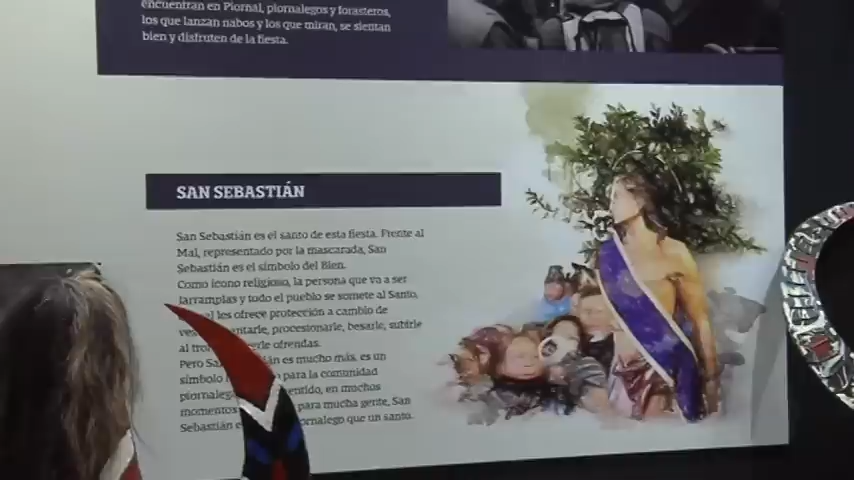 encuentran en Piornal, piornalegos y forasteros,
los que lanzan nabos y los que miran, se sientan
bien y disfruten de la fiesta.
SAN SEBASTIÁN
San Sebastián es el santo de esta fiesta. Frente al
Mal, representado por la mascarada, San
Sebastián es el símbolo del Bien.
Como icono religioso, la persona que va a ser
Jarramplas y todo el pueblo se somete al Santo,
les ofrece protección a cambio de
procesionarle, besarle, subirle
al ofrendas.
Pero es mucho más, es un
símbolo para la comunidad
en muchos
momentos para mucha gente, San
Sebastián que un santo.